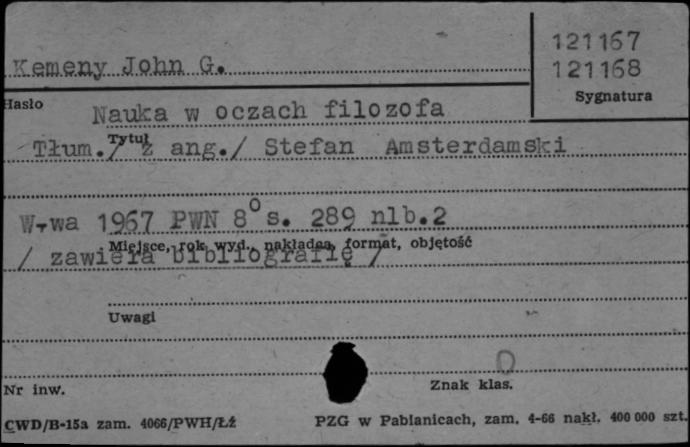 121167
Kemeny John G.
121168
Hasło
Sygnatura
Nauka w oczach filozofa
Tytuł
Tłum./ z ang./ Stefan Amsterdamski
W-wa 1967 PWN 8° s. 289 nlb.2
Miejsce, rok wyd., nakładca, format, objętość
/ zawiera bibliografię /
Uwagi
0
Nr inw.
Znak klas.
CWD/B-15a zam. 4066/PWH/Łż
PZG w Pabianicach, zam. 4-66 nakł. 400 000 szt.